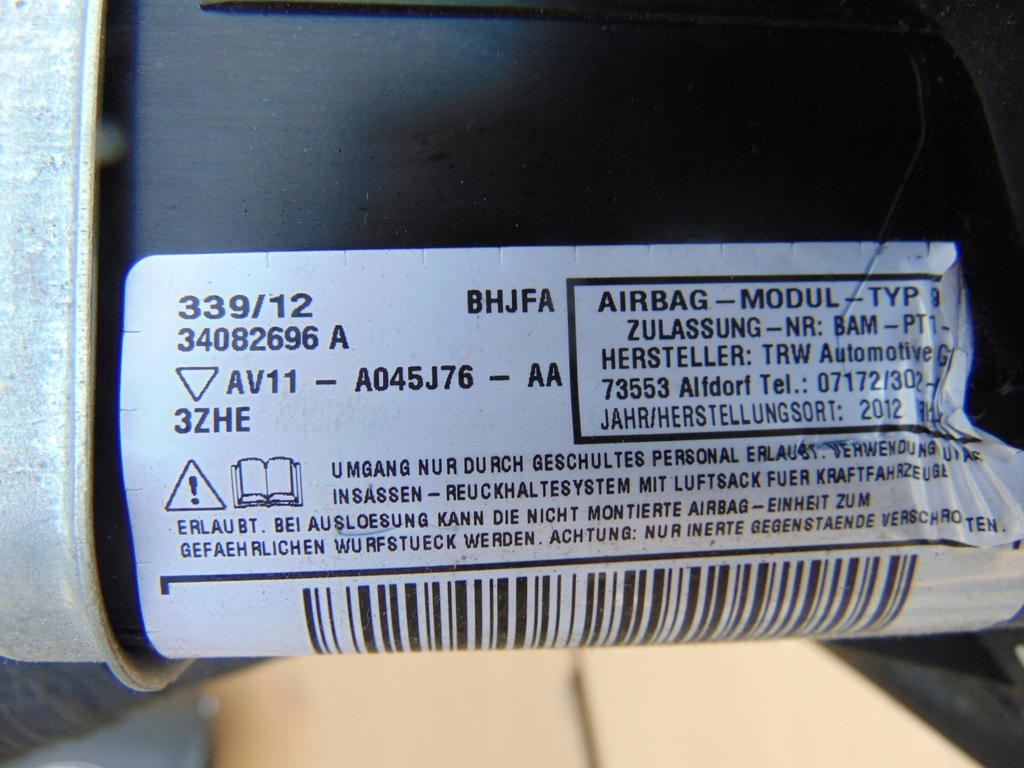 339/12
34082696 A
AV11 - A045J76 - AA
3ZHE
BHJFA
AIRBAG-MODUL-TYP
ZULASSUNG-NR: BAM-PT1-
HERSTELLER: TRW Automotive G
73553 Alfdorf Tel.: 07172/302-
JAHR/HERSTELLUNGSORT: 2012
UMGANG NUR DURCH GESCHULTES PERSONAL ERLAUBT. VERWENDUNG
INSASSEN-REUCKHALTESYSTEM MIT LUFTSACK FUER KRAFTFAHRZEUGE
ERLAUBT. BEI AUSLOESUNG KANN DIE NICHT MONTIERTE AIRBAG-EINHEIT ZUM
GEFAEHRLICHEN WURFSTUECK WERDEN. ACHTUNG: NUR INERTE GEGENSTAENDE VERSCHROTTEN.